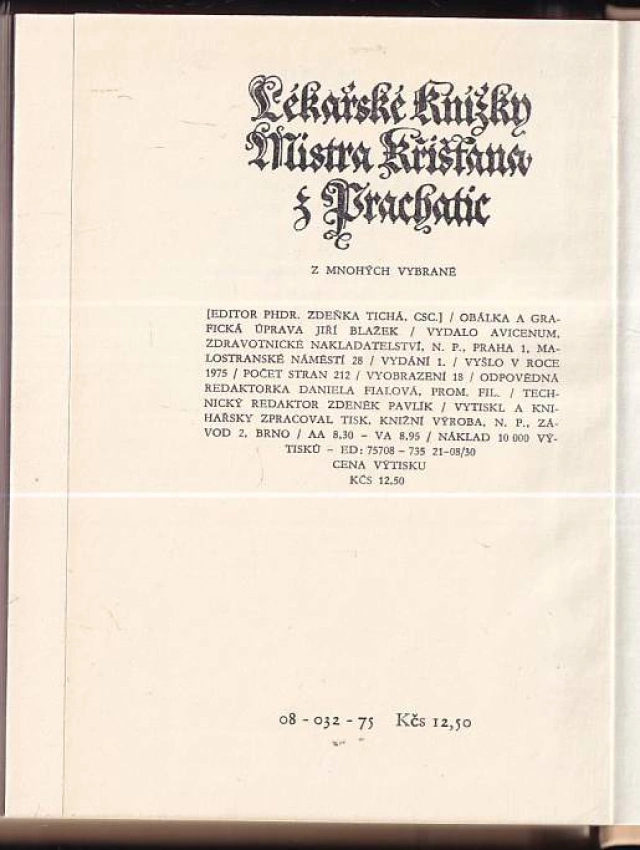 Lékařské Knížky
Mistra Křišťana
z Prachatic
Z MNOHÝCH VYBRANÉ
[EDITOR PHDR. ZDEŇKA TICHÁ, CSC.] / OBÁLKA A GRA-
FICKÁ ÚPRAVA JIŘÍ BLAŽEK / VYDALO AVICENUM,
ZDRAVOTNICKÉ NAKLADATELSTVÍ, N. P., PRAHA 1, MA-
LOSTRANSKÉ NÁMĚSTÍ 28 / VYDÁNÍ 1. / VYŠLO V ROCE
1975 / POČET STRAN 212 / VYOBRAZENÍ 18 / ODPOVĚDNÁ
REDAKTORKA DANIELA FIALOVÁ, PROM. FIL. / TECH-
NICKÝ REDAKTOR ZDENĚK PAVLÍK / VYTISKL A KNI-
HAŘSKY ZPRACOVAL TISK, KNIŽNÍ VÝROBA, N. P., ZÁ-
VOD 2, BRNO / AA 8,30 – VA 8,95 / NÁKLAD 10 000 VÝ-
TISKŮ – ED: 75708 – 735 21–08/30
CENA VÝTISKU
KČS 12,50
08 - 032 - 75 Kčs 12,50